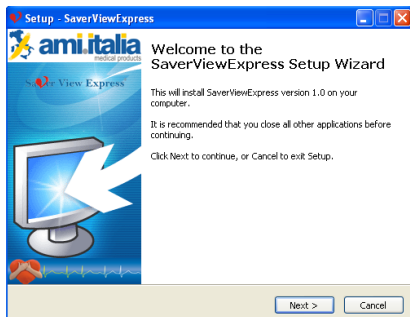 Setup - SaverViewExpress
ami.italia
medical products
Saver View Express
Welcome to the
SaverViewExpress Setup Wizard
This will install SaverViewExpress version 1.0 on your
computer.
It is recommended that you close all other applications before
continuing.
Click Next to continue, or Cancel to exit Setup.
Next >
Cancel